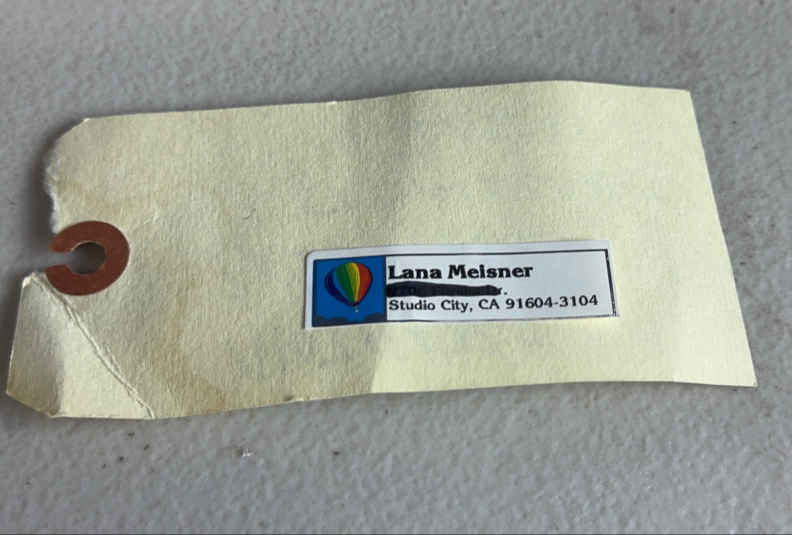 Lana Meisner
Studio City, CA 91604-3104